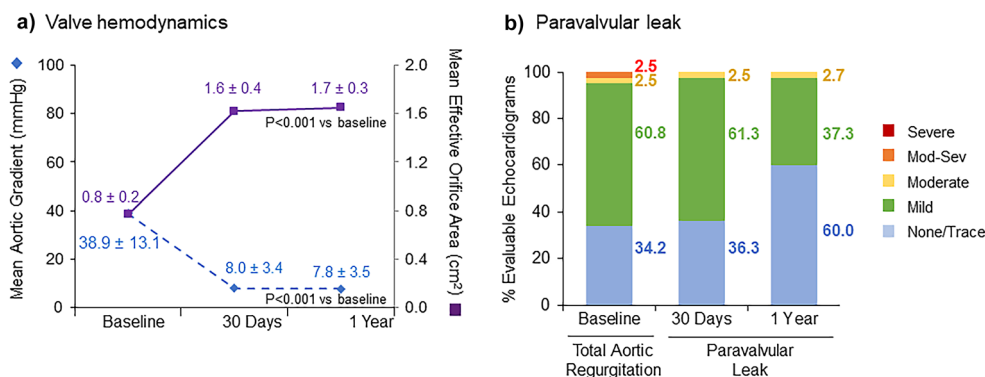 a) Valve hemodynamics
Mean Aortic Gradient (mmHg)
100
80
60
40
20
0
2.0
1.6
1.2
0.8
0.4
0.0
Mean Effective Orifice
Area (cm²)
1.6 ± 0.4
1.7 ± 0.3
P<0.001 vs baseline
0.8 ± 0.2
38.9 ± 13.1
8.0 ± 3.4
7.8 ± 3.5
P<0.001 vs baseline
Baseline
30 Days
1 Year
b) Paravalvular leak
% Evaluable Echocardiograms
100
80
60
40
20
0
2.5
2.5
60.8
34.2
2.5
61.3
36.3
2.7
37.3
60.0
Baseline
30 Days
1 Year
Total Aortic
Regurgitation
Paravalvular
Leak
Severe
Mod-Sev
Moderate
Mild
None/Trace